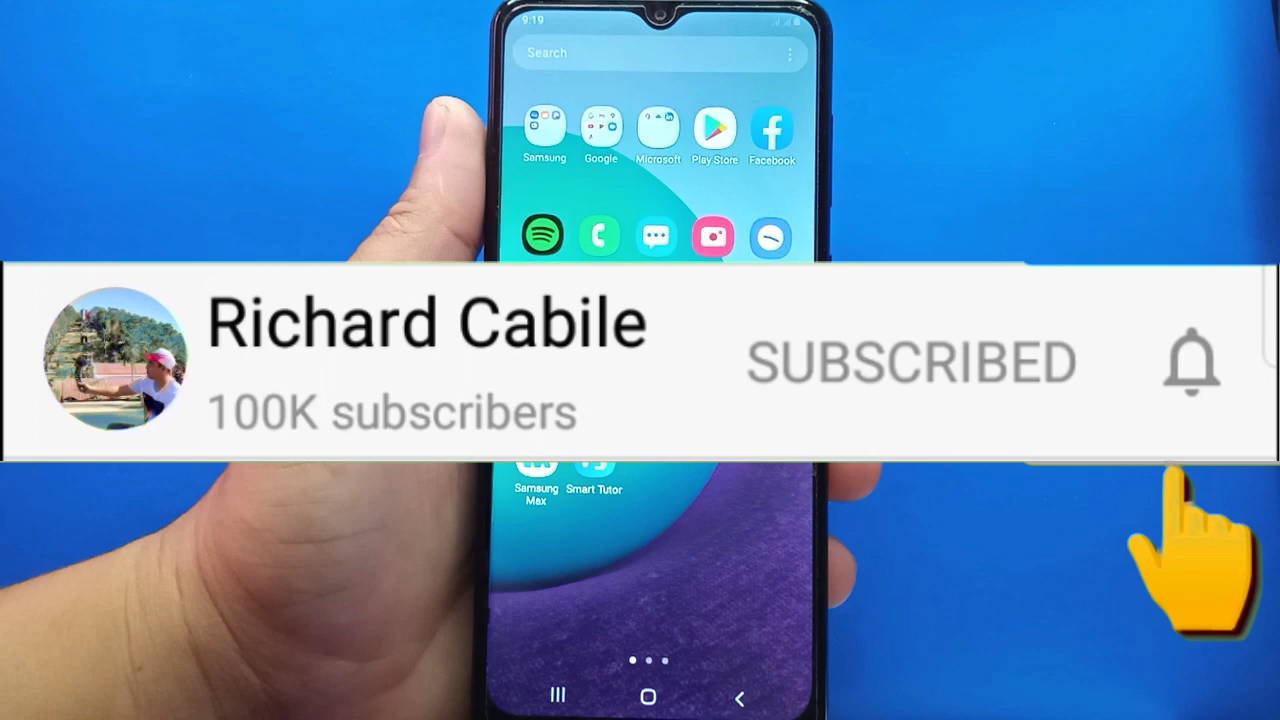 9:19
Search
Samsung Google Microsoft Play Store Facebook
Richard Cabile
SUBSCRIBED
100K subscribers
Samsung Max Smart Tutor